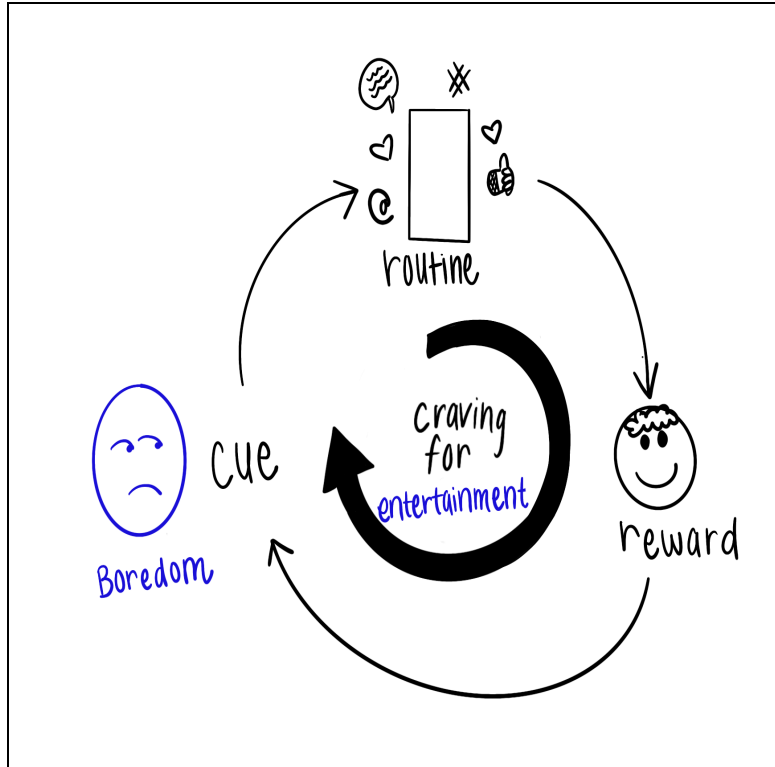 @
routine
cue
craving
for
entertainment
Boredom
reward